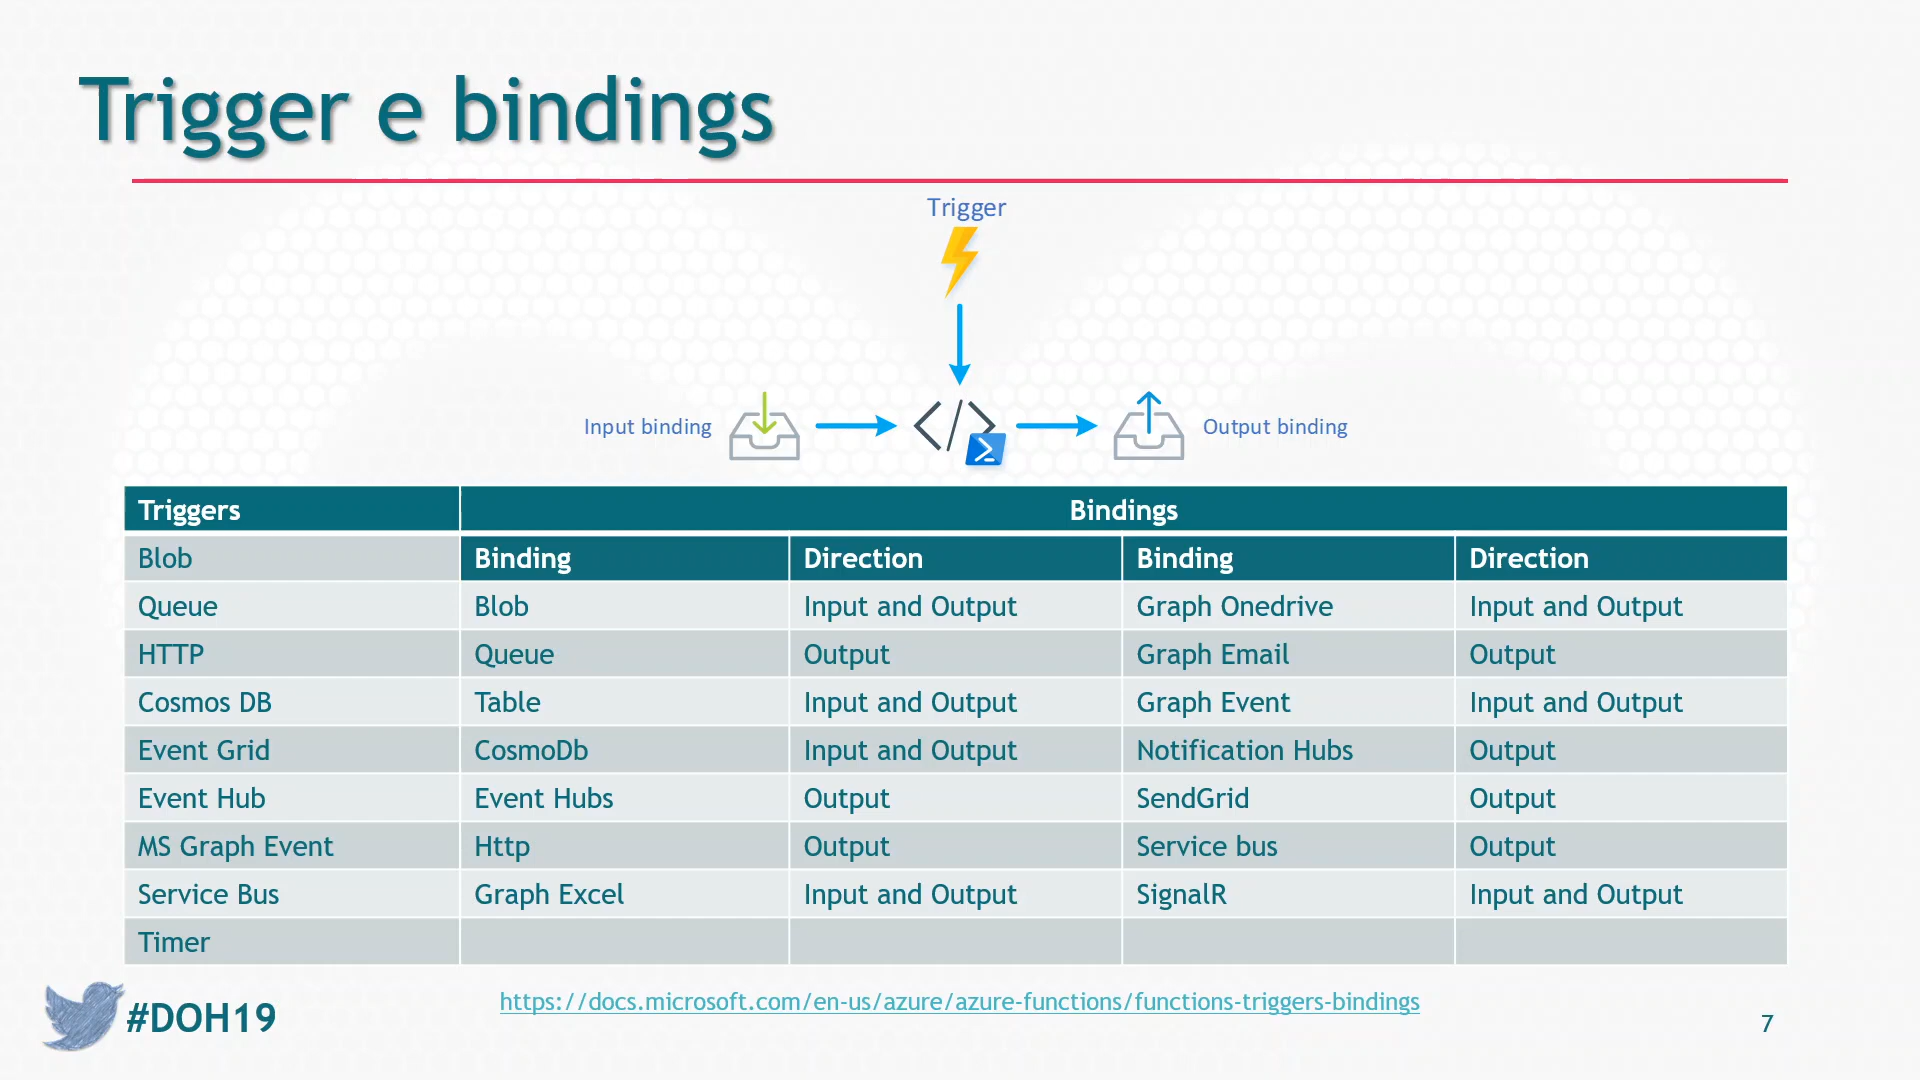 Trigger e bindings
Trigger
Input binding
Output binding
Triggers Bindings
Blob Binding Direction Binding Direction
Queue Blob Input and Output Graph Onedrive Input and Output
HTTP Queue Output Graph Email Output
Cosmos DB Table Input and Output Graph Event Input and Output
Event Grid CosmoDb Input and Output Notification Hubs Output
Event Hub Event Hubs Output SendGrid Output
MS Graph Event Http Output Service bus Output
Service Bus Graph Excel Input and Output SignalR Input and Output
Timer
#DOH19
https://docs.microsoft.com/en-us/azure/azure-functions/functions-triggers-bindings
7